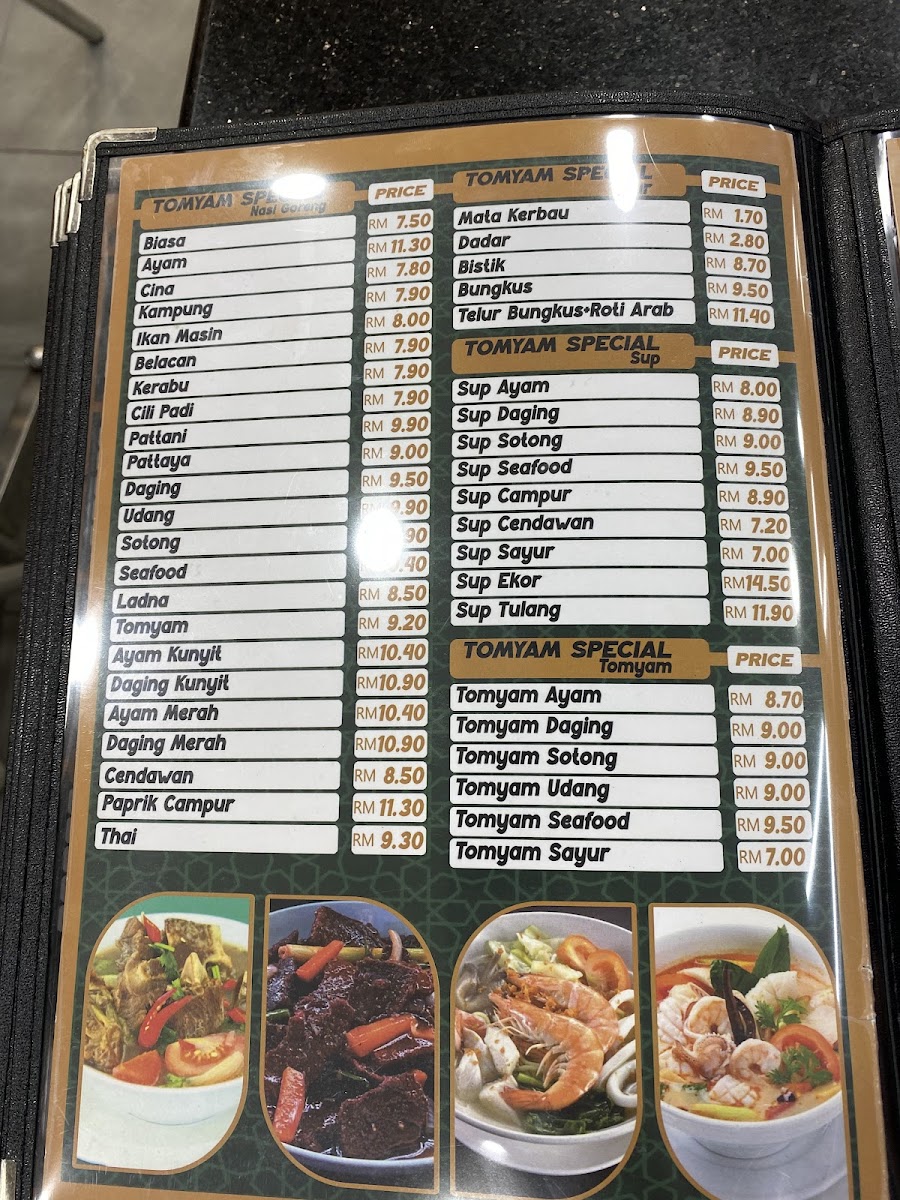 TOMYAM
Nasi Goreng
PRICE
Biasa RM 7.50
Ayam RM 11.30
Cina RM 7.80
Kampung RM 7.90
Ikan Masin RM 8.00
Belacan RM 7.90
Kerabu RM 7.90
Cili Padi RM 7.90
Pattani RM 9.90
Pattaya RM 9.00
Daging RM 9.50
Udang
Sotong
Seafood
Ladna RM 8.50
Tomyam RM 9.20
Ayam Kunyit RM10.40
Daging Kunyit RM10.90
Ayam Merah RM10.40
Daging Merah RM10.90
Cendawan RM 8.50
Paprik Campur RM 11.30
Thai RM 9.30
TOMYAM SPECIAL
PRICE
Mata Kerbau RM 1.70
Dadar RM 2.80
Bistik RM 8.70
Bungkus RM 9.50
Telur Bungkus+Roti Arab RM 11.40
TOMYAM SPECIAL
Sup
PRICE
Sup Ayam RM 8.00
Sup Daging RM 8.90
Sup Sotong RM 9.00
Sup Seafood RM 9.50
Sup Campur RM 8.90
Sup Cendawan RM 7.20
Sup Sayur RM 7.00
Sup Ekor RM14.50
Sup Tulang RM 11.90
TOMYAM SPECIAL
Tomyam
PRICE
Tomyam Ayam RM 8.70
Tomyam Daging RM 9.00
Tomyam Sotong RM 9.00
Tomyam Udang RM 9.00
Tomyam Seafood RM 9.50
Tomyam Sayur RM 7.00